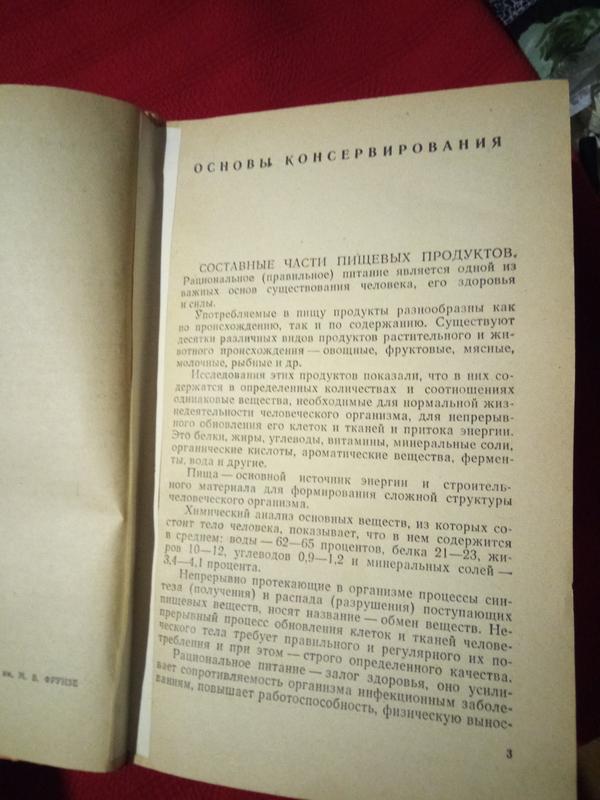 им. М. В. ФРУНЗЕ
ОСНОВЫ КОНСЕРВИРОВАНИЯ
СОСТАВНЫЕ ЧАСТИ ПИЩЕВЫХ ПРОДУКТОВ.
Рациональное (правильное) питание является одной из
важных основ существования человека, его здоровья
и силы.
Употребляемые в пищу продукты разнообразны как
по происхождению, так и по содержанию. Существуют
десятки различных видов продуктов растительного и жи-
вотного происхождения — овощные, фруктовые, мясные,
молочные, рыбные и др.
Исследования этих продуктов показали, что в них со-
держатся в определенных количествах и соотношениях
одинаковые вещества, необходимые для нормальной жиз-
недеятельности человеческого организма, для непрерыв-
ного обновления его клеток и тканей и притока энергии.
Это белки, жиры, углеводы, витамины, минеральные соли,
органические кислоты, ароматические вещества, фермен-
ты, вода и другие.
Пища — основной источник энергии и строитель-
ного материала для формирования сложной структуры
человеческого организма.
Химический анализ основных веществ, из которых со-
стоит тело человека, показывает, что в нем содержится
в среднем: воды — 62—65 процентов, белка 21—23, жи-
ров 10—12, углеводов 0,9—1,2 и минеральных солей —
3,4—4,1 процента.
Непрерывно протекающие в организме процессы син-
теза (получения) и распада (разрушения) поступающих
пищевых веществ, носят название — обмен веществ. Не-
прерывный процесс обновления клеток и тканей челове-
ческого тела требует правильного и регулярного их по-
требления и при этом — строго определенного качества.
Рациональное питание — залог здоровья, оно усили-
вает сопротивляемость организма инфекционным заболе-
ваниям, повышает работоспособность, физическую вынос-
3